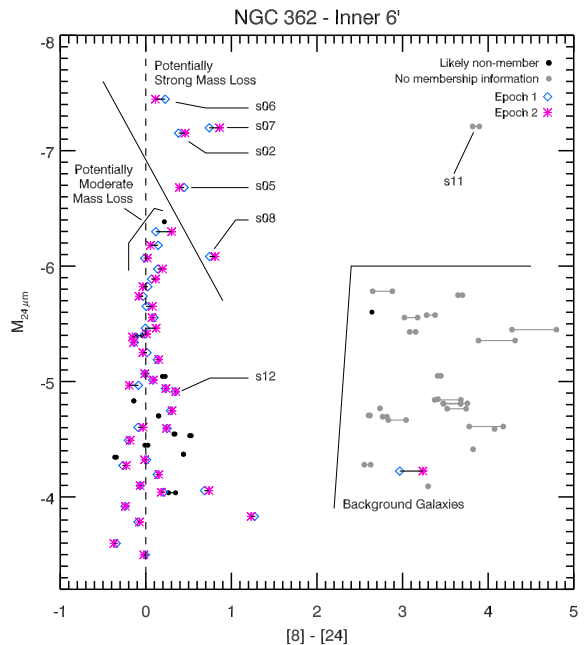 NGC 362 - Inner 6'
-8
-7
-6
-5
-4
M24 μm
Potentially
Strong Mass Loss
Likely non-member
No membership information
Epoch 1
Epoch 2
s06
s07
s02
s11
Potentially
Moderate
Mass Loss
s05
s08
s12
Background Galaxies
-1 0 1 2 3 4 5
[8] - [24]